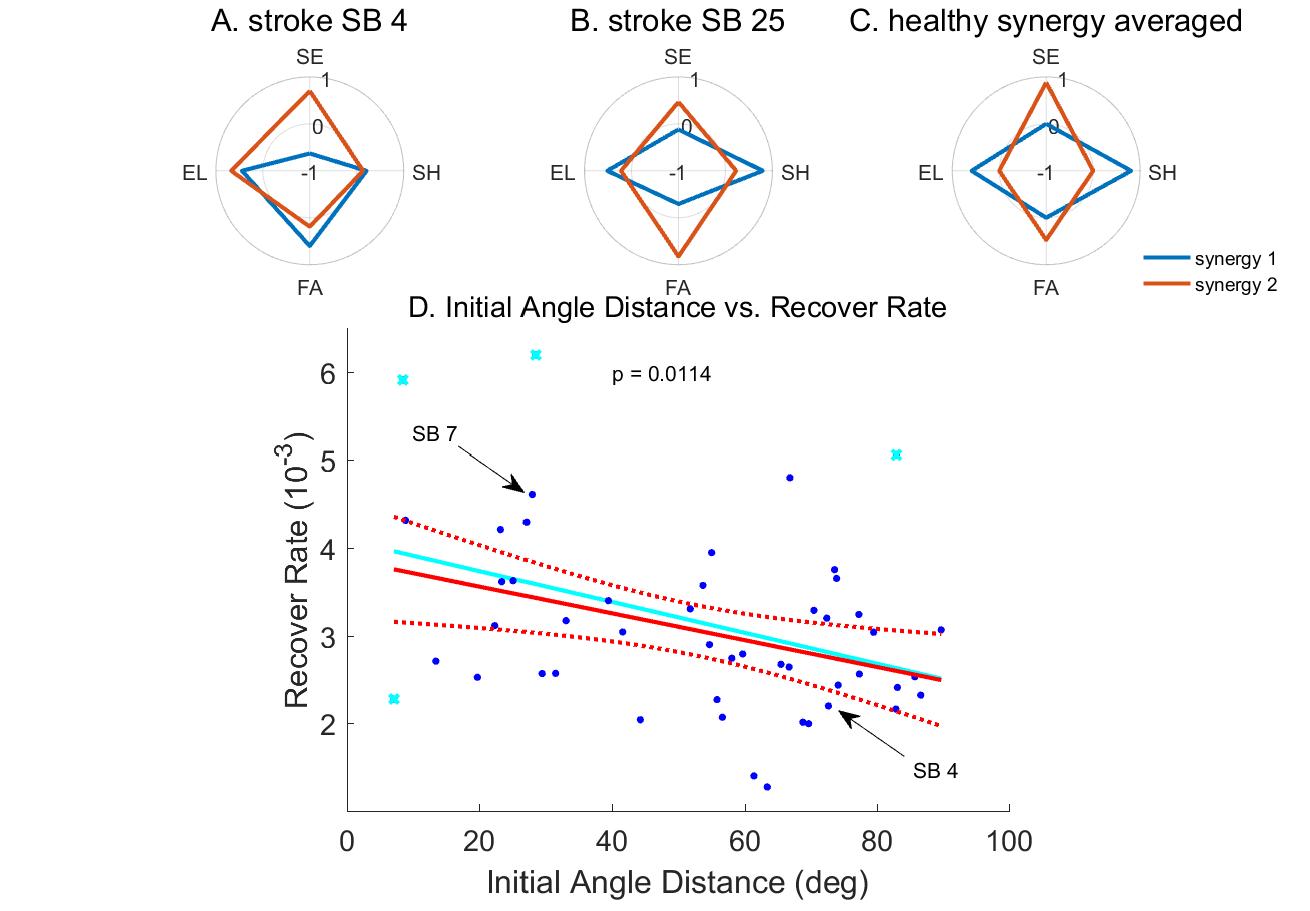 A. stroke SB 4
B. stroke SB 25
C. healthy synergy averaged
SE
1
0
EL
-1
SH
FA
SE
1
0
EL
-1
SH
FA
SE
1
0
EL
-1
SH
FA
synergy 1
synergy 2
D. Initial Angle Distance vs. Recover Rate
p = 0.0114
SB 7
SB 4
Recover Rate (10-3)
6
5
4
3
2
0
20
40
60
80
100
Initial Angle Distance (deg)